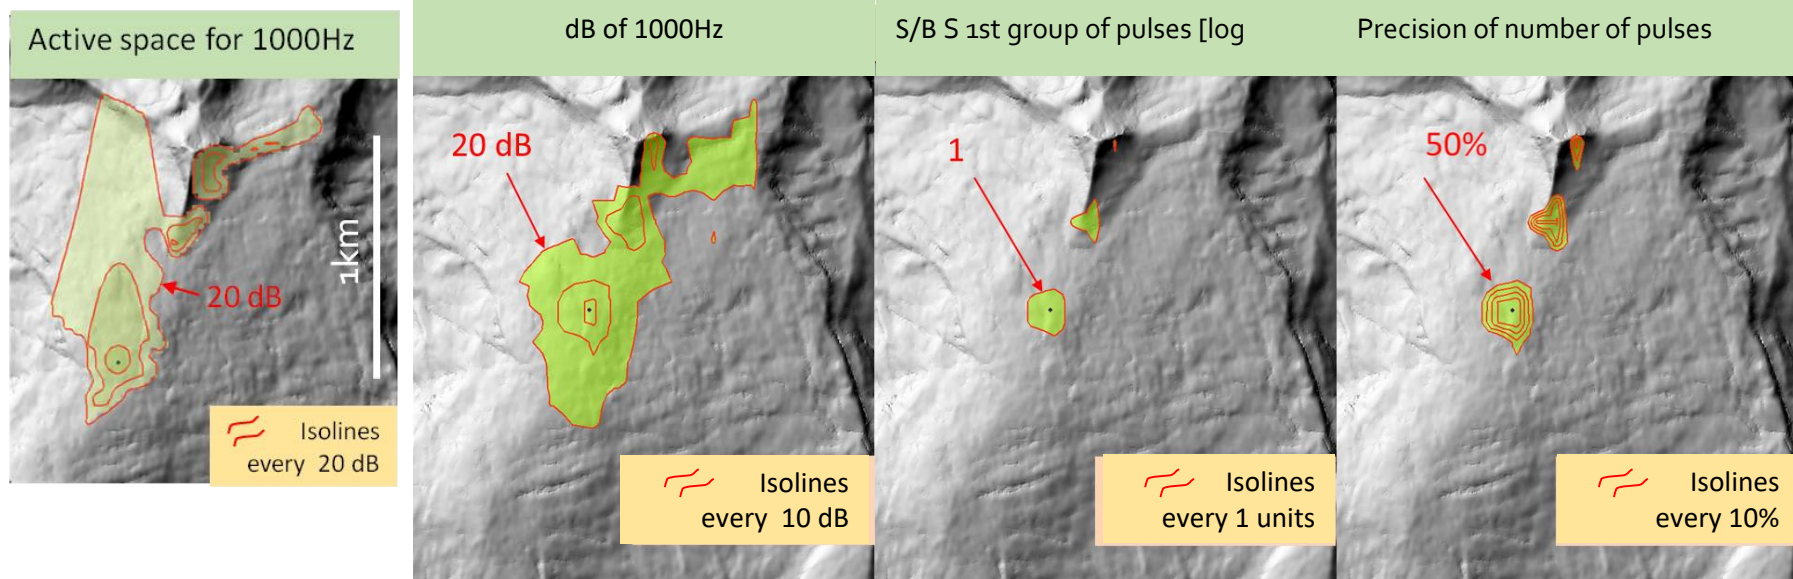 Active space for 1000Hz
20 dB
1km
Isolines
every 20 dB
dB of 1000Hz
20 dB
Isolines
every 10 dB
S/B S 1st group of pulses [log
1
Isolines
every 1 units
Precision of number of pulses
50%
Isolines
every 10%